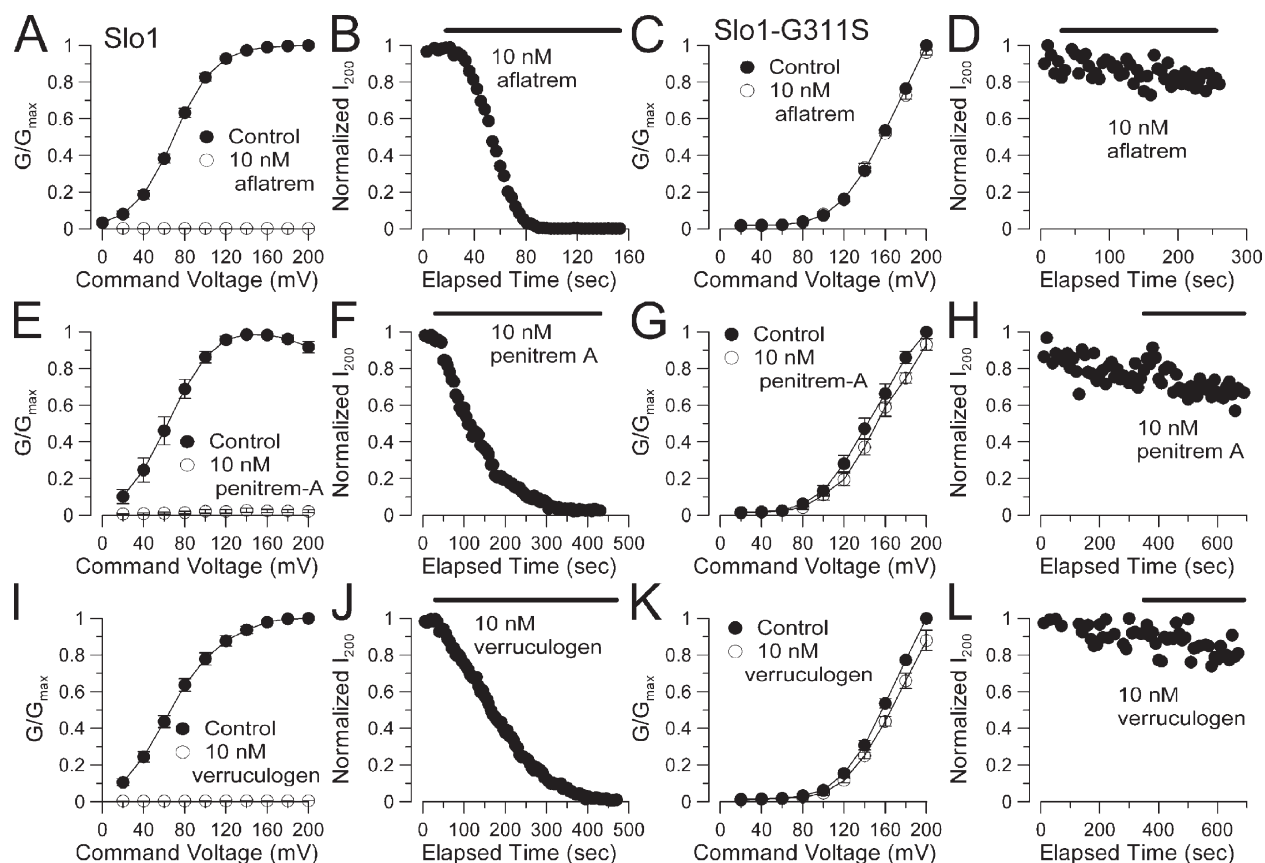 A
Slo1
G/Gmax
1
0.8
0.6
0.4
0.2
0
Control
10 nM
aflatrem
0 40 80 120 160 200
Command Voltage (mV)
B
Normalized I200
1
0.8
0.6
0.4
0.2
0
10 nM
aflatrem
0 40 80 120 160
Elapsed Time (sec)
C
Slo1-G311S
G/Gmax
1
0.8
0.6
0.4
0.2
0
Control
10 nM
aflatrem
0 40 80 120 160 200
Command Voltage (mV)
D
Normalized I200
1
0.8
0.6
0.4
0.2
0
10 nM
aflatrem
0 100 200 300
Elapsed Time (sec)
E
G/Gmax
1
0.8
0.6
0.4
0.2
0
Control
10 nM
penitrem-A
0 40 80 120 160 200
Command Voltage (mV)
F
Normalized I200
1
0.8
0.6
0.4
0.2
0
10 nM
penitrem A
0 100 200 300 400 500
Elapsed Time (sec)
G
G/Gmax
1
0.8
0.6
0.4
0.2
0
Control
10 nM
penitrem-A
0 40 80 120 160 200
Command Voltage (mV)
H
Normalized I200
1
0.8
0.6
0.4
0.2
0
10 nM
penitrem A
0 200 400 600
Elapsed Time (sec)
I
G/Gmax
1
0.8
0.6
0.4
0.2
0
Control
10 nM
verruculogen
0 40 80 120 160 200
Command Voltage (mV)
J
Normalized I200
1
0.8
0.6
0.4
0.2
0
10 nM
verruculogen
0 100 200 300 400 500
Elapsed Time (sec)
K
G/Gmax
1
0.8
0.6
0.4
0.2
0
Control
10 nM
verruculogen
0 40 80 120 160 200
Command Voltage (mV)
L
Normalized I200
1
0.8
0.6
0.4
0.2
0
10 nM
verruculogen
0 200 400 600
Elapsed Time (sec)